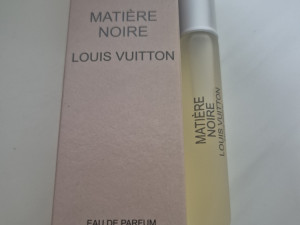 MATIÈRE
NOIRE
LOUIS VUITTON
EAU DE PARFUM
MATIÈRE
NOIRE
LOUIS VUITTON